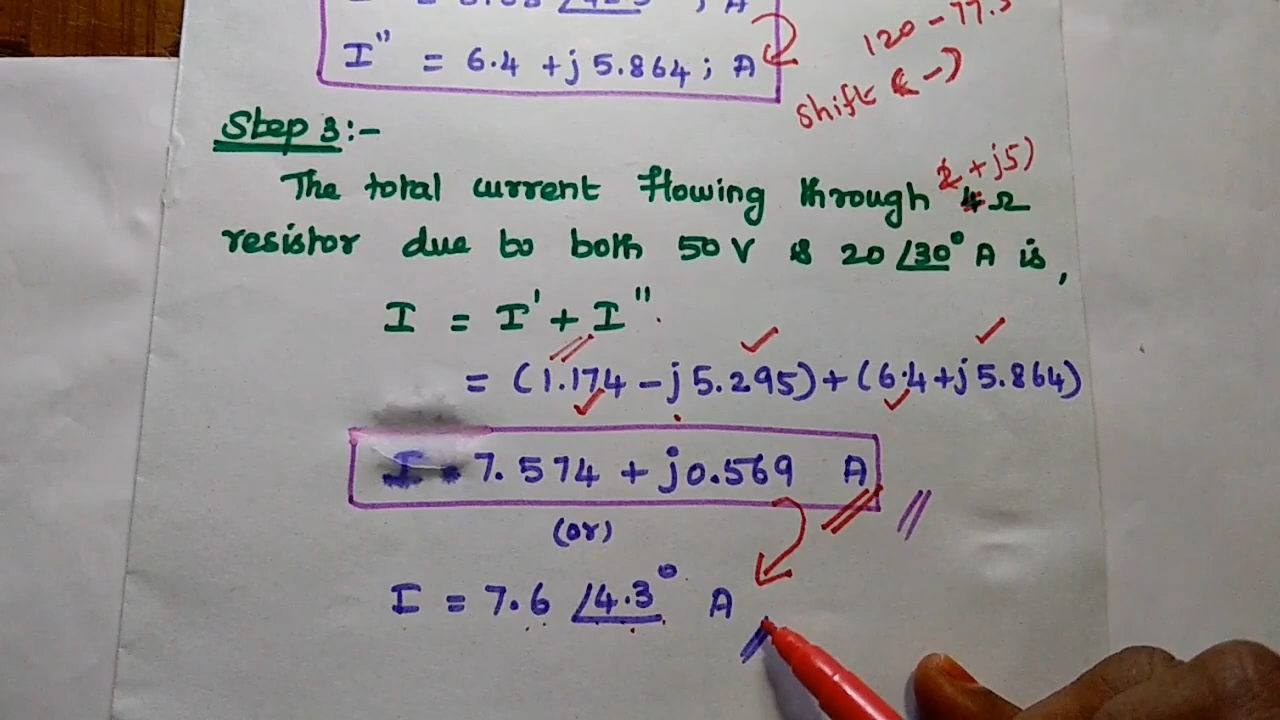 I'' = 6.4 + j 5.864 ; A
120 - 77.5
Shift (-)
Step 3:-
2 + j5)
The total current flowing through 4Ω
resistor due to both 50 V & 20 ∠30° A is,
I = I' + I''.
= (1.174 - j 5.295) + (6.4 + j 5.864)
I = 7.574 + j0.569 A
(or)
I = 7.6 ∠4.3° A